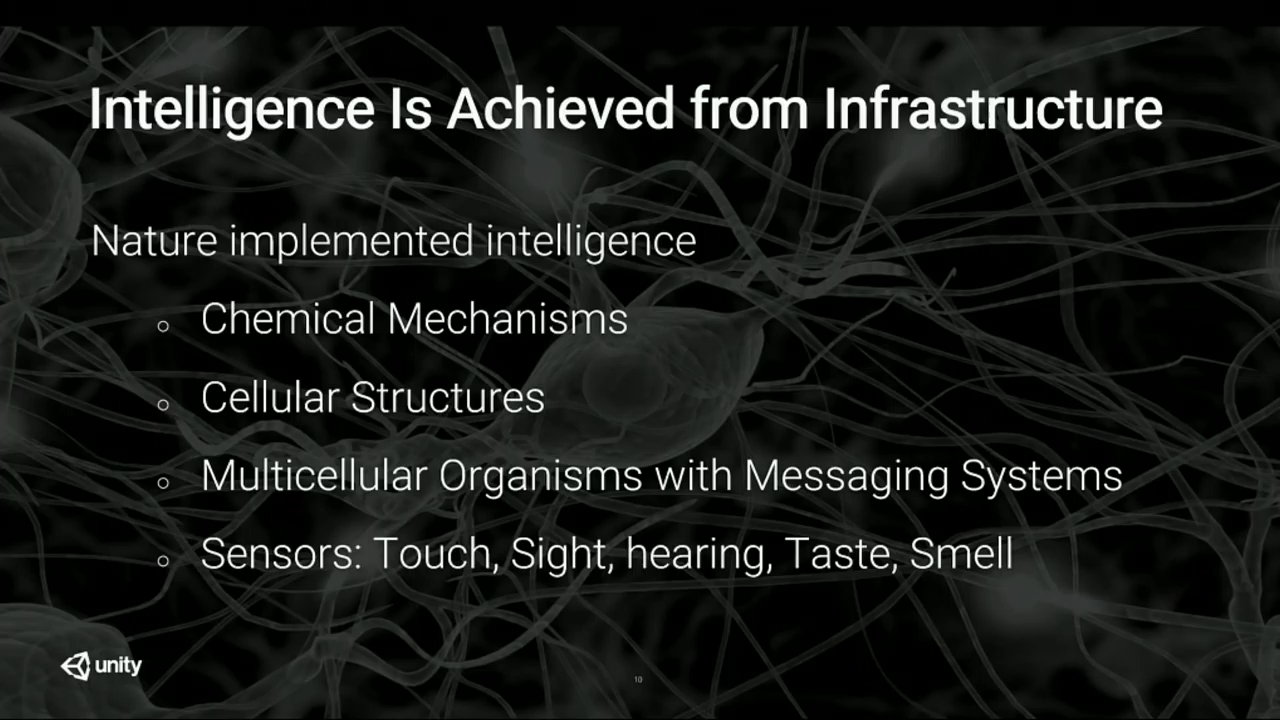 Intelligence Is Achieved from Infrastructure
Nature implemented intelligence
Chemical Mechanisms
Cellular Structures
Multicellular Organisms with Messaging Systems
Sensors: Touch, Sight, hearing, Taste, Smell
unity
10